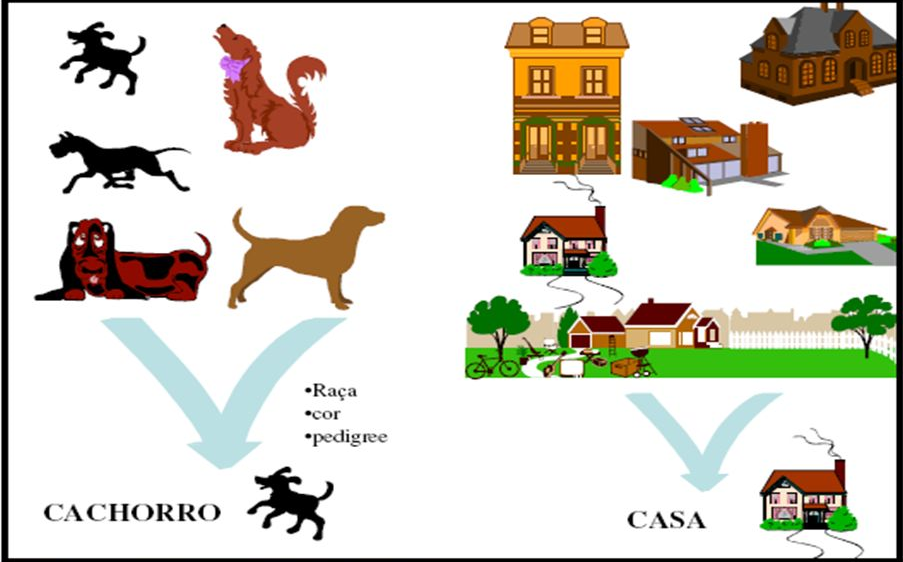 •Raça
•cor
•pedigree
CACHORRO
CASA